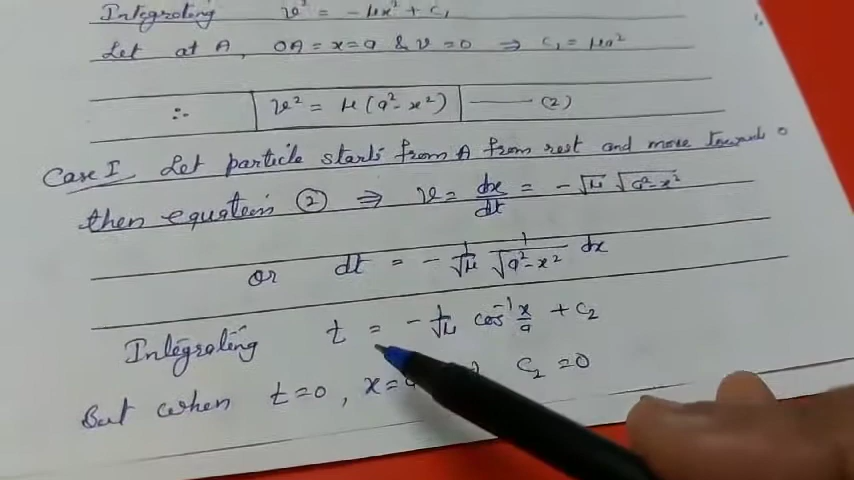 Integrating v² = - μx² + c₁
Let at A, OA = x = a & v = 0 ⇒ c₁ = μa²
∴ v² = μ(a² - x²) —— (2)
Case I Let particle starts from A from rest and move towards O
then equation ② ⇒ v = dx/dt = - √μ √a²-x²
or dt = - 1/√μ 1/√a²-x² dx
Integrating t = - 1/√μ cos⁻¹ x/a + c₂
But when t=0, x=a c₂ = 0